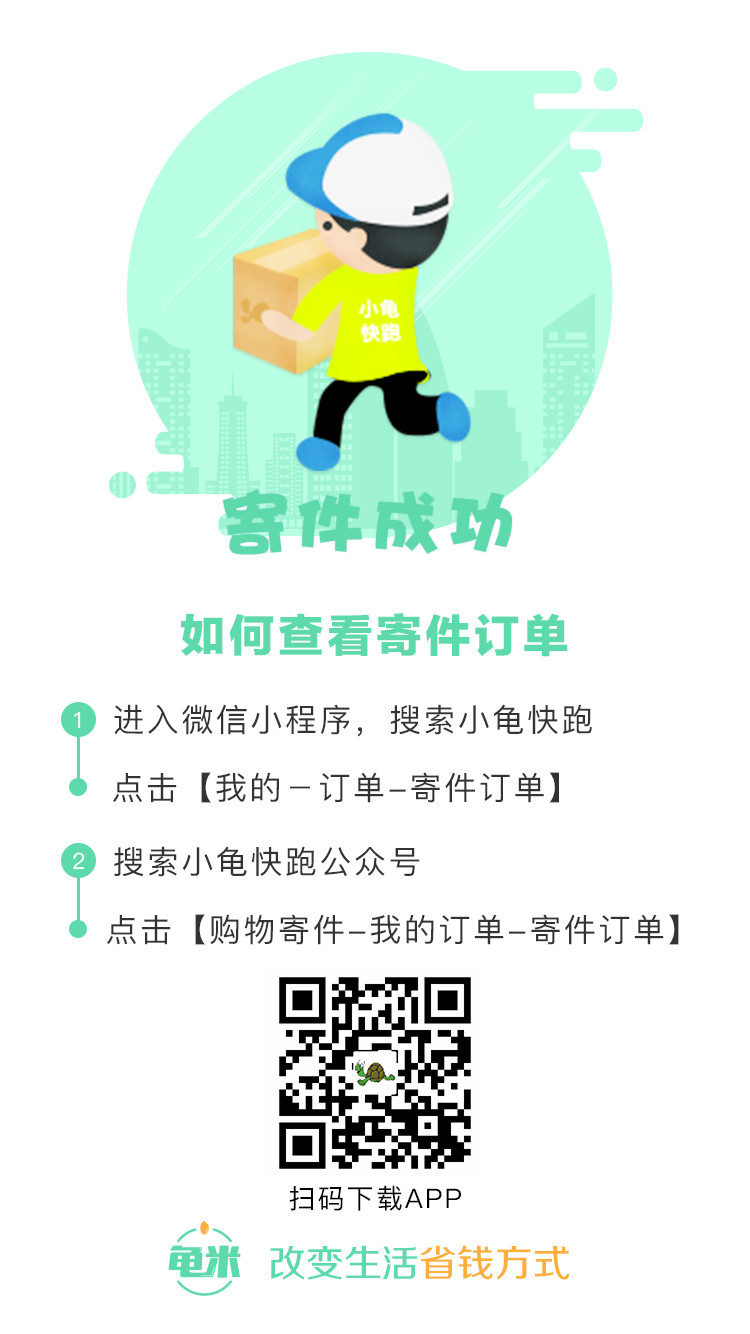 小龟
快跑
寄件成功
如何查看寄件订单
1 进入微信小程序，搜索小龟快跑
点击【我的－订单–寄件订单】
2 搜索小龟快跑公众号
点击【购物寄件–我的订单–寄件订单】
扫码下载APP
龟米 改变生活省钱方式